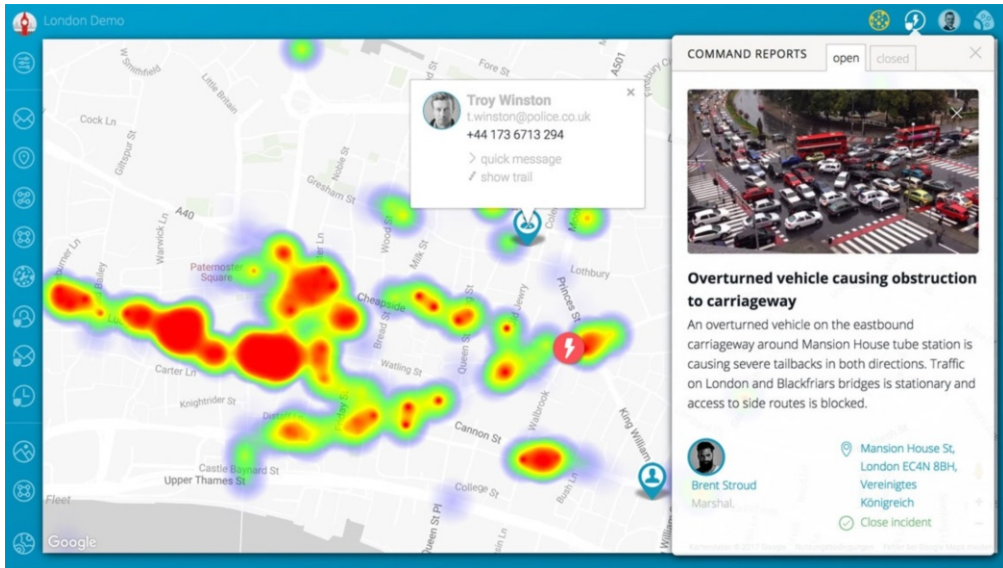 London Demo
COMMAND REPORTS
open
closed
Troy Winston
t.winston@police.co.uk
+44 173 6713 294
quick message
show trail
Overturned vehicle causing obstruction
to carriageway
An overturned vehicle on the eastbound
carriageway around Mansion House tube station is
causing severe tailbacks in both directions. Traffic
on London and Blackfriars bridges is stationary and
access to side routes is blocked.
Brent Stroud
Marshal,
Mansion House St,
London EC4N 8BH,
Vereinigtes
Königreich
Close incident
W Smithfield
Little Britain
Fore St
A501
Cock Ln
Giltspur St
Noble St
Gresham St
A40
Warwick Ln
Wood St
Milk St
Lothbury
Paternoster
Square
Cheapside
Princes St
Bread St
Queen St
Watling St
Carter Ln
Knightrider St
Friday S
Walbrook
Cannon St
King William
Castle Baynard St
Upper Thames St
College St
Bush Ln
Queen St Pl
Fleet
Google